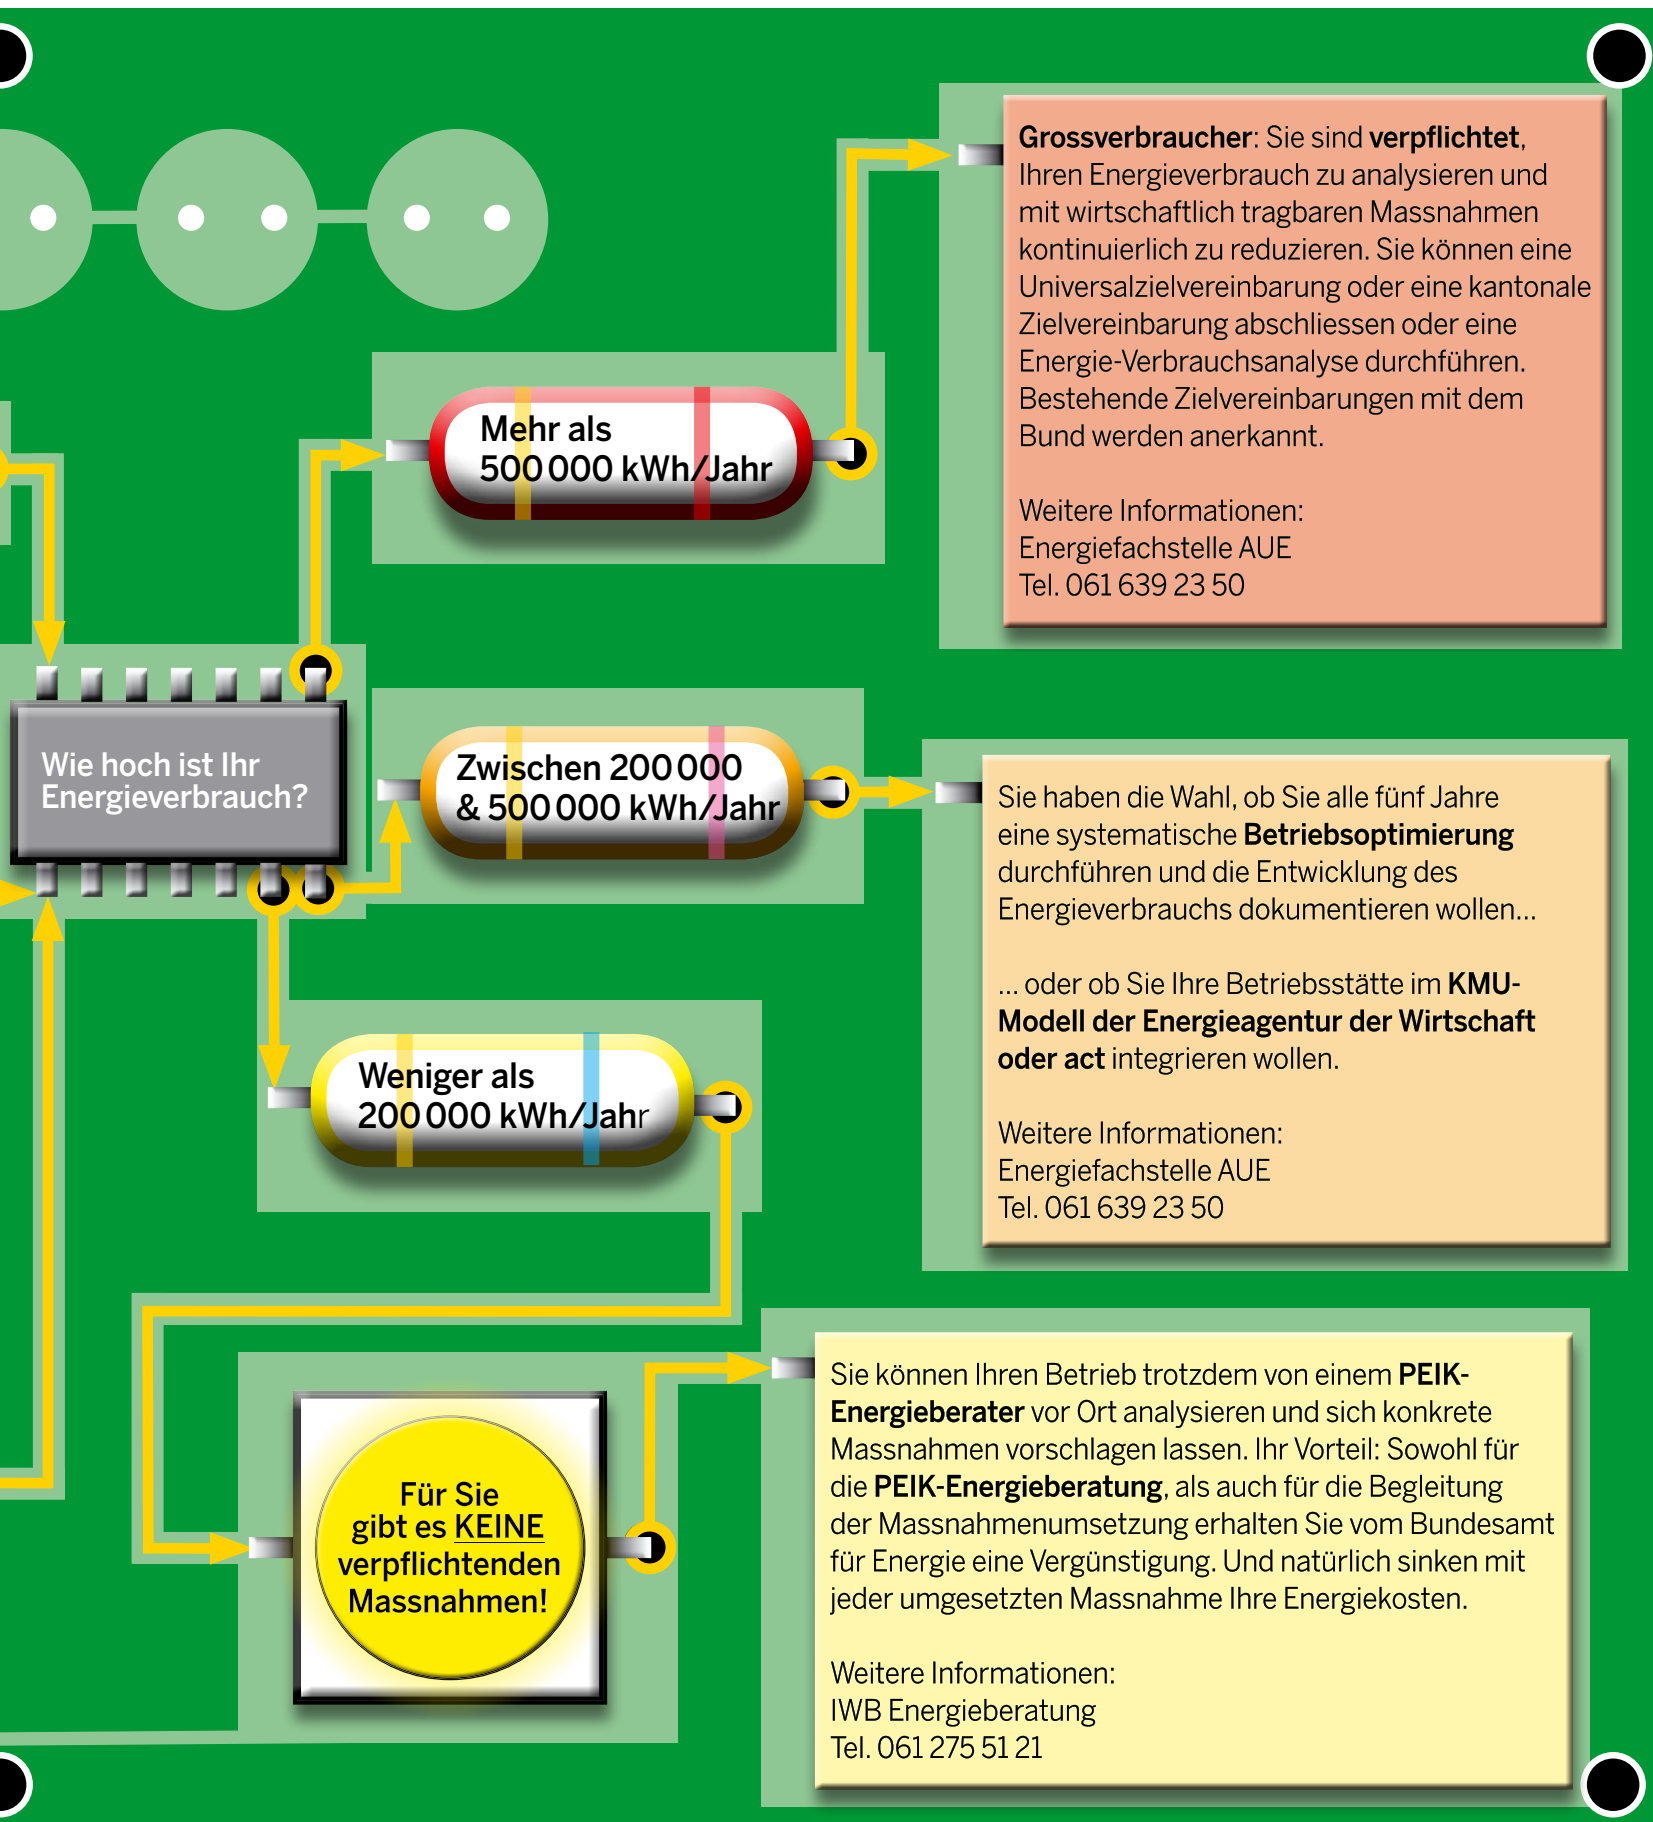 Grossverbraucher: Sie sind verpflichtet,
Ihren Energieverbrauch zu analysieren und
mit wirtschaftlich tragbaren Massnahmen
kontinuierlich zu reduzieren. Sie können eine
Universalzielvereinbarung oder eine kantonale
Zielvereinbarung abschliessen oder eine
Energie-Verbrauchsanalyse durchführen.
Bestehende Zielvereinbarungen mit dem
Bund werden anerkannt.
Weitere Informationen:
Energiefachstelle AUE
Tel. 061 639 23 50
Mehr als
500 000 kWh/Jahr
Wie hoch ist Ihr
Energieverbrauch?
Zwischen 200 000
& 500 000 kWh/Jahr
Sie haben die Wahl, ob Sie alle fünf Jahre
eine systematische Betriebsoptimierung
durchführen und die Entwicklung des
Energieverbrauchs dokumentieren wollen...
... oder ob Sie Ihre Betriebsstätte im KMU-
Modell der Energieagentur der Wirtschaft
oder act integrieren wollen.
Weitere Informationen:
Energiefachstelle AUE
Tel. 061 639 23 50
Weniger als
200 000 kWh/Jahr
Für Sie
gibt es KEINE
verpflichtenden
Massnahmen!
Sie können Ihren Betrieb trotzdem von einem PEIK-
Energieberater vor Ort analysieren und sich konkrete
Massnahmen vorschlagen lassen. Ihr Vorteil: Sowohl für
die PEIK-Energieberatung, als auch für die Begleitung
der Massnahmenumsetzung erhalten Sie vom Bundesamt
für Energie eine Vergünstigung. Und natürlich sinken mit
jeder umgesetzten Massnahme Ihre Energiekosten.
Weitere Informationen:
IWB Energieberatung
Tel. 061 275 51 21